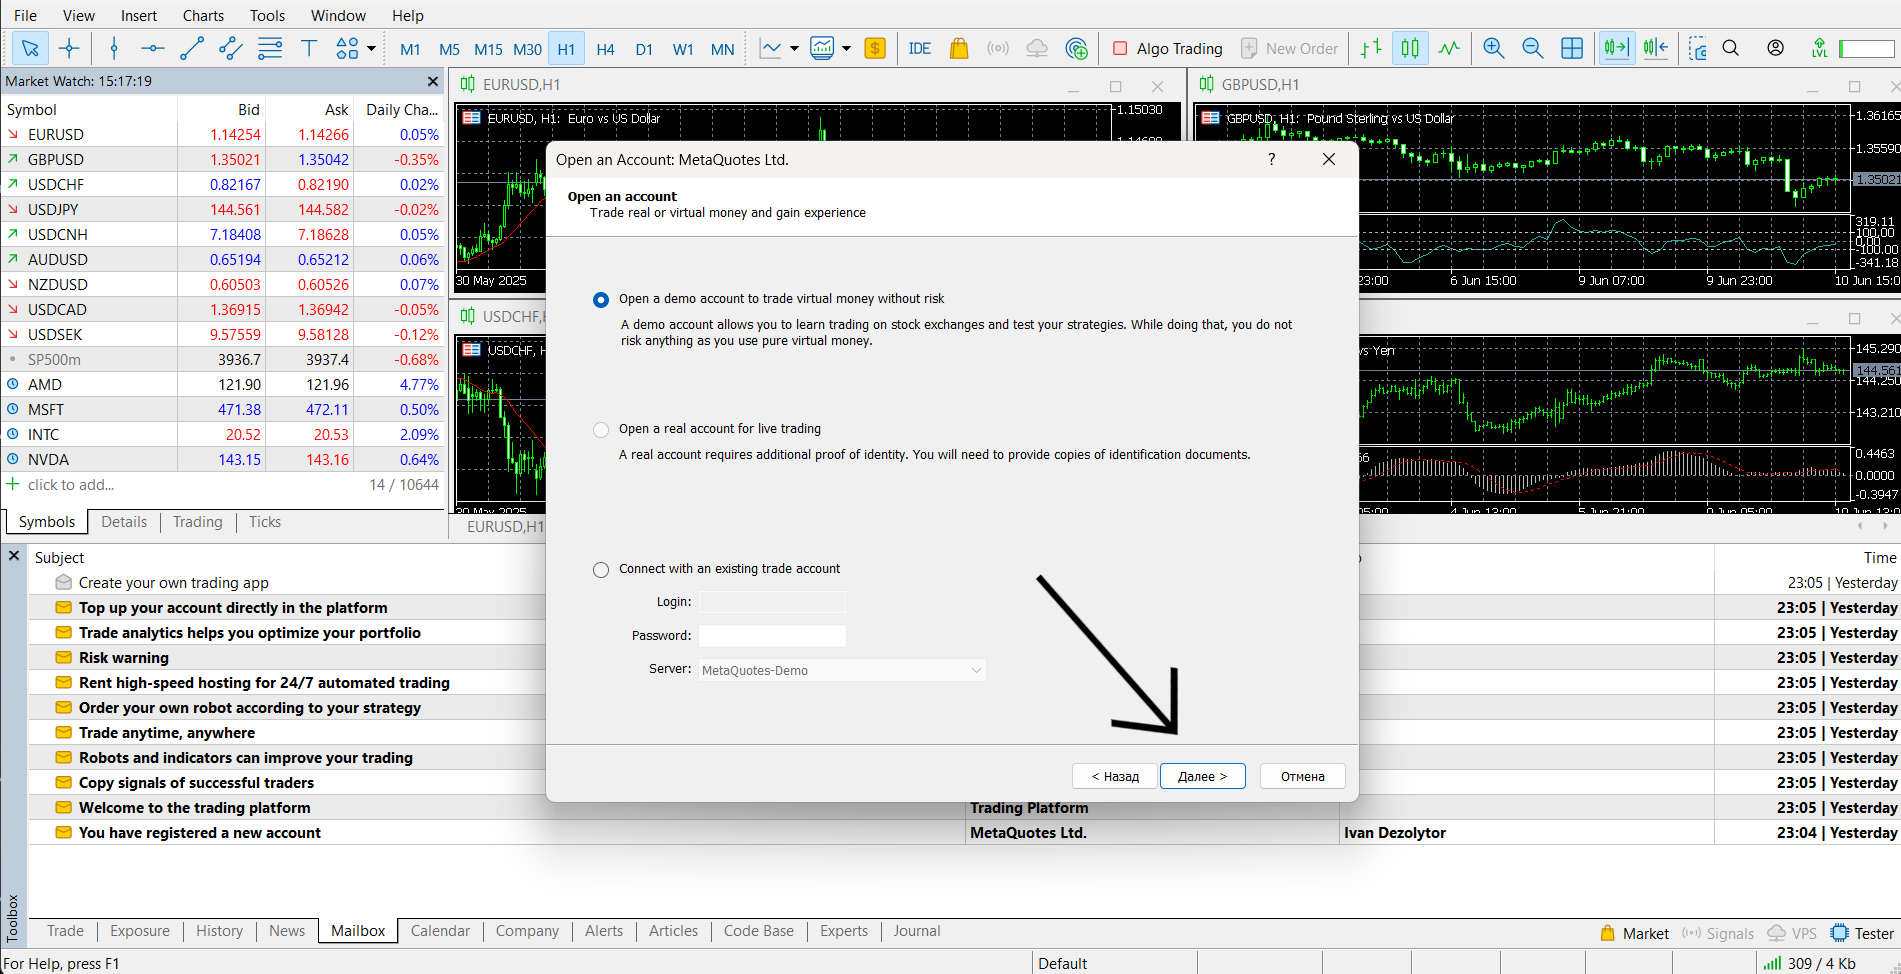 File View Insert Charts Tools Window Help
M1 M5 M15 M30 H1 H4 D1 W1 MN $ IDE Algo Trading New Order LVL
Market Watch: 15:17:19
Symbol Bid Ask Daily Cha...
EURUSD 1.14254 1.14266 0.05%
GBPUSD 1.35021 1.35042 -0.35%
USDCHF 0.82167 0.82190 0.02%
USDJPY 144.561 144.582 -0.02%
USDCNH 7.18408 7.18628 0.05%
AUDUSD 0.65194 0.65212 0.06%
NZDUSD 0.60503 0.60526 0.07%
USDCAD 1.36915 1.36942 -0.05%
USDSEK 9.57559 9.58128 -0.12%
SP500m 3936.7 3937.4 -0.68%
AMD 121.90 121.96 4.77%
MSFT 471.38 472.11 0.50%
INTC 20.52 20.53 2.09%
NVDA 143.15 143.16 0.64%
click to add... 14 / 10644
Symbols Details Trading Ticks
EURUSD,H1
EURUSD, H1: Euro vs US Dollar
1.15030
30 May 2025
GBPUSD,H1
GBPUSD, H1: Pound Sterling vs US Dollar
1.36165
1.35590
1.35021
319.11
100.00
0.00
-100.00
-341.18
23:00 6 Jun 15:00 9 Jun 07:00 9 Jun 23:00 10 Jun 15:0
USDCHF,H
USDCHF, H
30 May 2025
EURUSD,H1
vs Yen
145.290
144.561
144.250
143.210
0.4463
0.0000
-0.3947
05:00 4 Jun 13:00 5 Jun 21:00 9 Jun 05:00 10 Jun 13:0
Open an Account: MetaQuotes Ltd. ?
Open an account
Trade real or virtual money and gain experience
Open a demo account to trade virtual money without risk
A demo account allows you to learn trading on stock exchanges and test your strategies. While doing that, you do not
risk anything as you use pure virtual money.
Open a real account for live trading
A real account requires additional proof of identity. You will need to provide copies of identification documents.
Connect with an existing trade account
Login:
Password:
Server: MetaQuotes-Demo
< Назад Далее > Отмена
Subject Time
Create your own trading app 23:05 | Yesterday
Top up your account directly in the platform 23:05 | Yesterday
Trade analytics helps you optimize your portfolio 23:05 | Yesterday
Risk warning 23:05 | Yesterday
Rent high-speed hosting for 24/7 automated trading 23:05 | Yesterday
Order your own robot according to your strategy 23:05 | Yesterday
Trade anytime, anywhere 23:05 | Yesterday
Robots and indicators can improve your trading 23:05 | Yesterday
Copy signals of successful traders 23:05 | Yesterday
Welcome to the trading platform Trading Platform 23:05 | Yesterday
You have registered a new account MetaQuotes Ltd. Ivan Dezolytor 23:04 | Yesterday
Toolbox
Trade Exposure History News Mailbox Calendar Company Alerts Articles Code Base Experts Journal Market Signals VPS Tester
For Help, press F1 Default 309 / 4 Kb